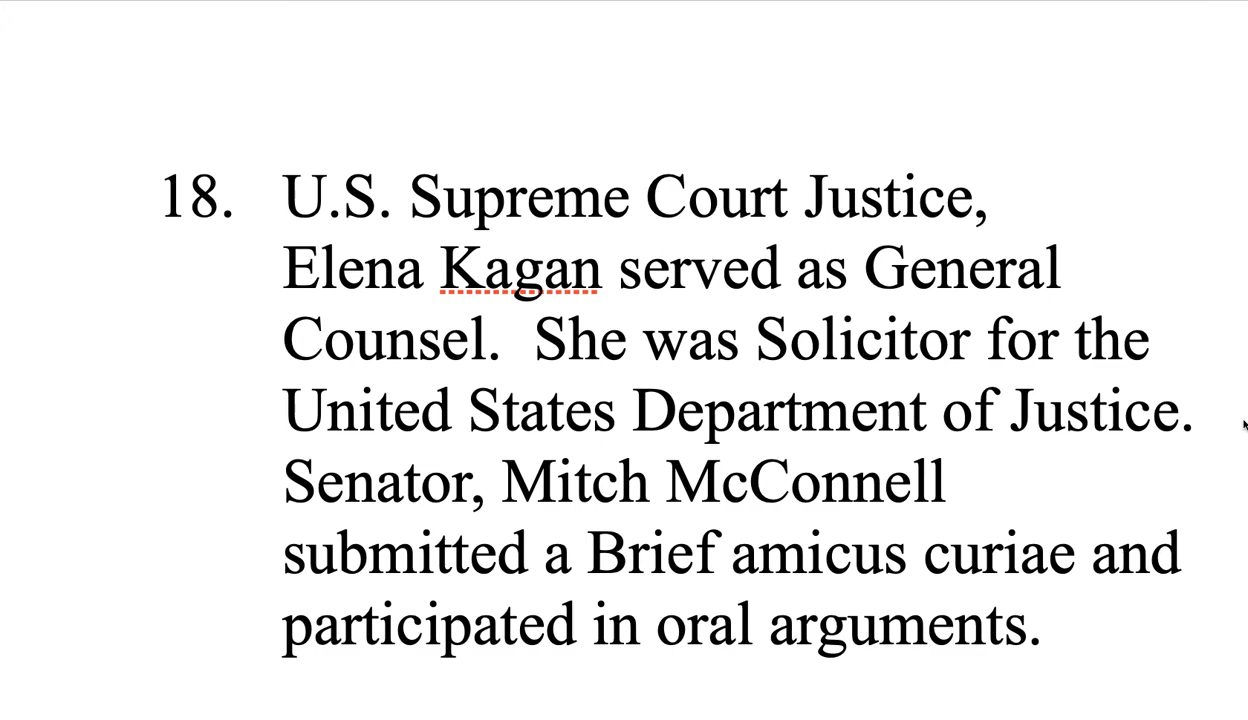 18. U.S. Supreme Court Justice,
Elena Kagan served as General
Counsel. She was Solicitor for the
United States Department of Justice.
Senator, Mitch McConnell
submitted a Brief amicus curiae and
participated in oral arguments.